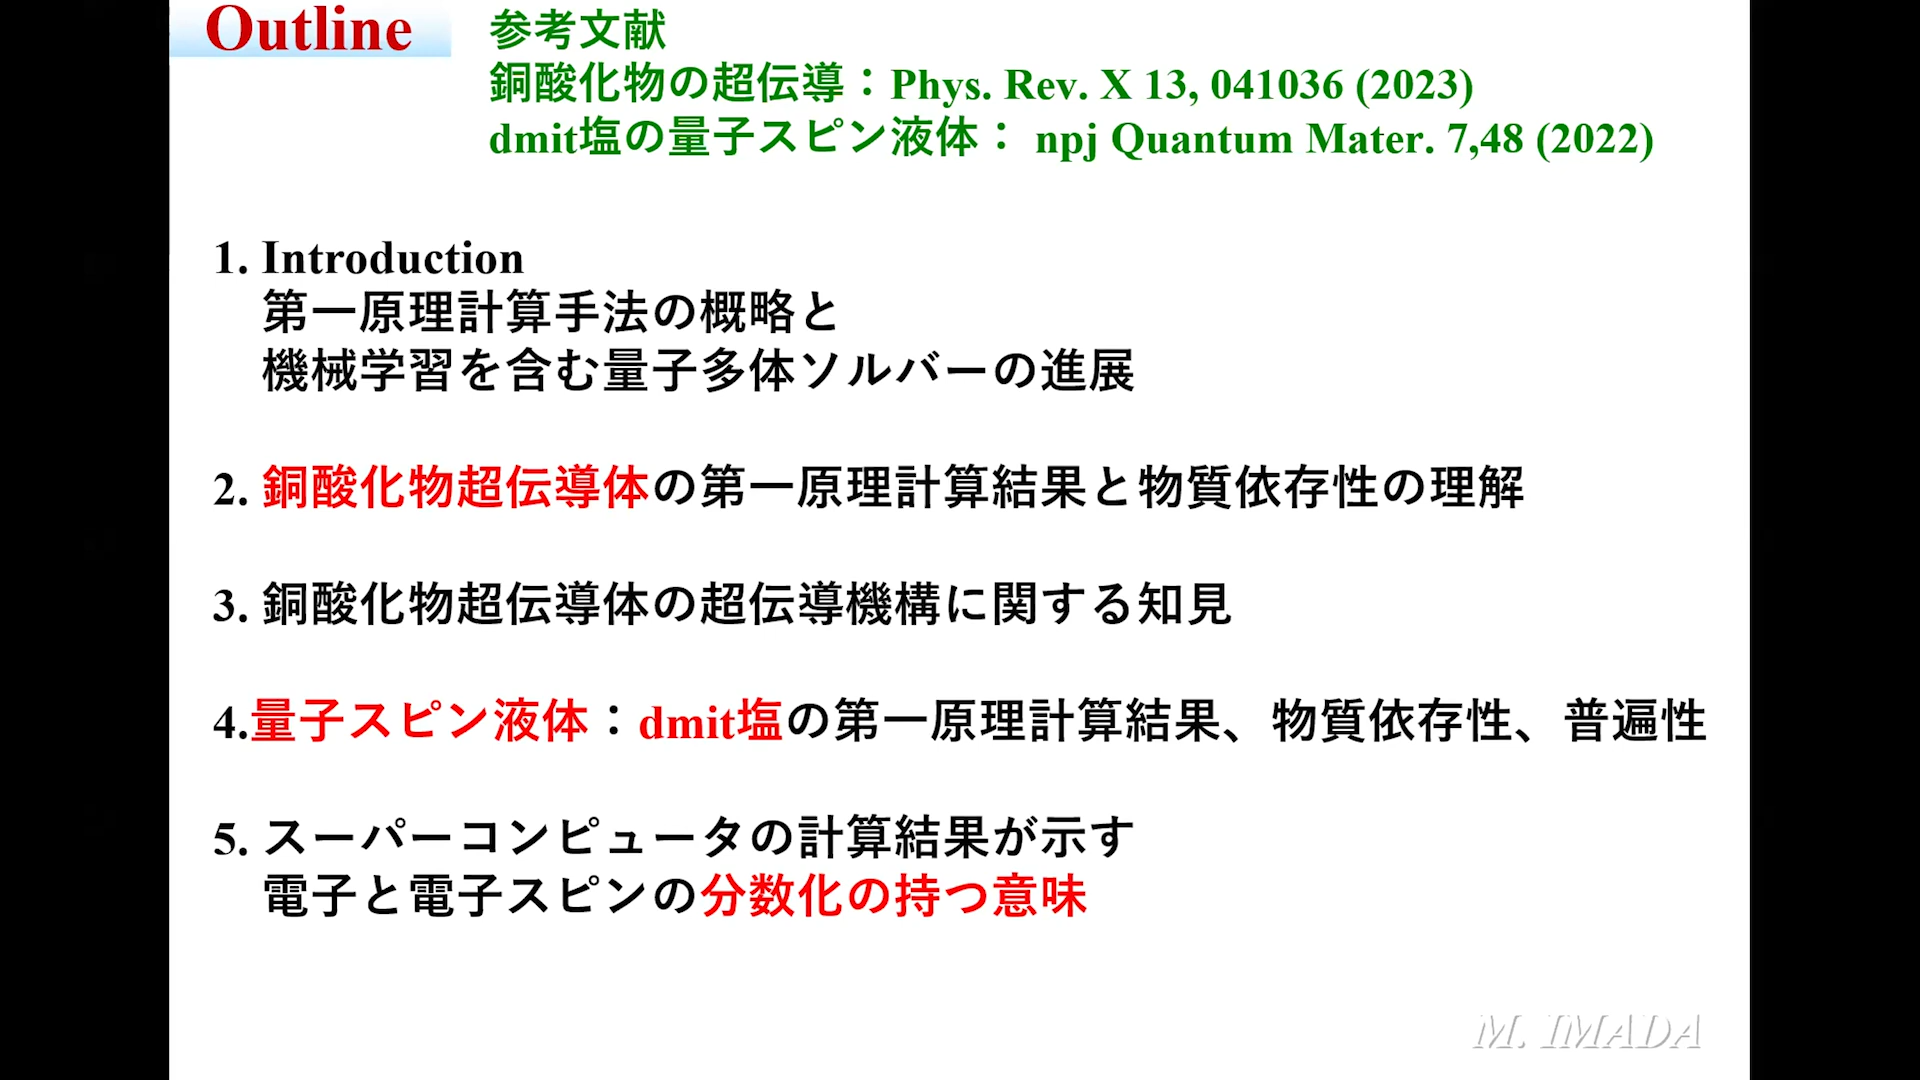 Outline
参考文献
銅酸化物の超伝導：Phys. Rev. X 13, 041036 (2023)
dmit塩の量子スピン液体： npj Quantum Mater. 7,48 (2022)
1. Introduction
第一原理計算手法の概略と
機械学習を含む量子多体ソルバーの進展
2. 銅酸化物超伝導体の第一原理計算結果と物質依存性の理解
3. 銅酸化物超伝導体の超伝導機構に関する知見
4.量子スピン液体：dmit塩の第一原理計算結果、物質依存性、普遍性
5. スーパーコンピュータの計算結果が示す
電子と電子スピンの分数化の持つ意味
M. IMADA